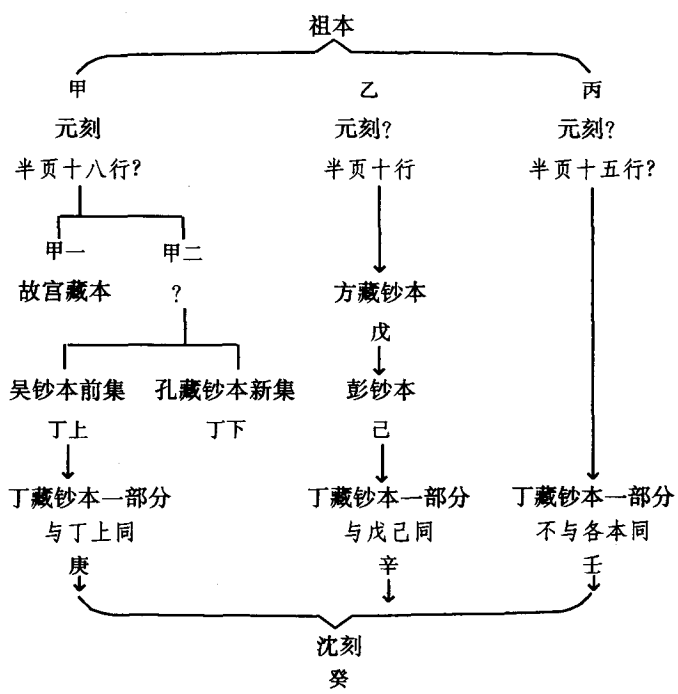 祖本
甲 乙 丙
元刻 元刻? 元刻?
半页十八行? 半页十行 半页十五行?
甲一 甲二
故宫藏本 ? 方藏钞本
戊
吴钞本前集 孔藏钞本新集 彭钞本
丁上 丁下 己
丁藏钞本一部分 丁藏钞本一部分 丁藏钞本一部分
与丁上同 与戊己同 不与各本同
庚 辛 壬
沈刻
癸